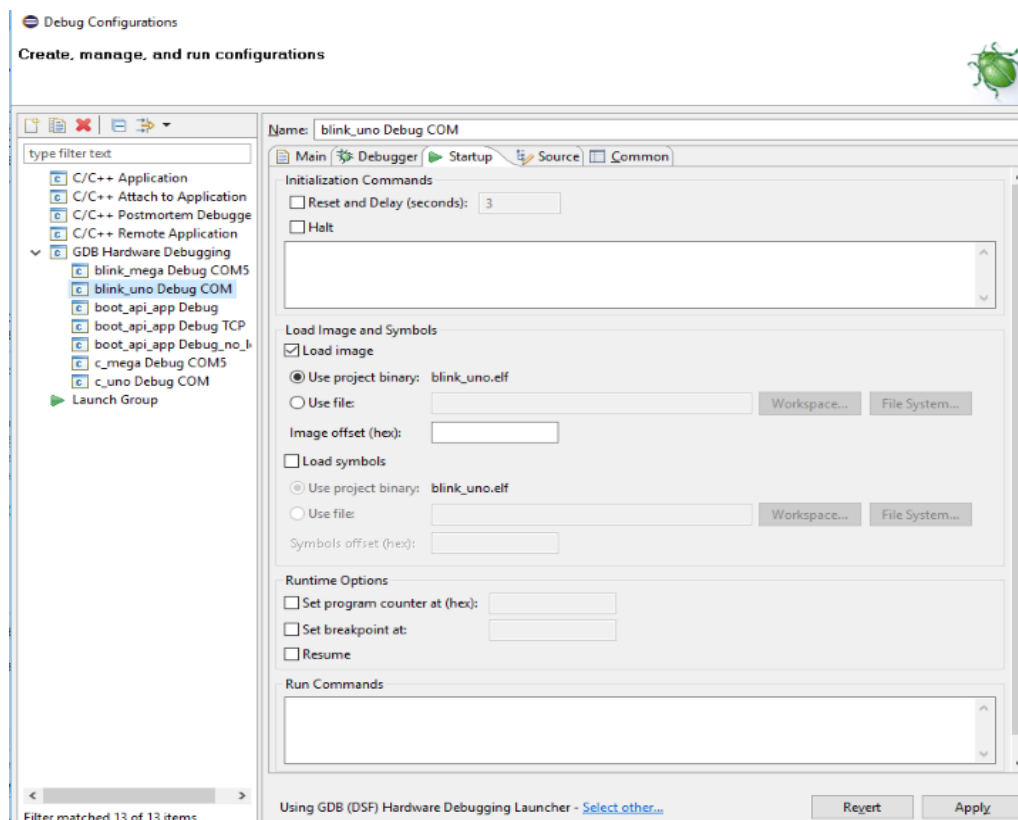 Debug Configurations
Create, manage, and run configurations
type filter text
C/C++ Application
C/C++ Attach to Application
C/C++ Postmortem Debugge
C/C++ Remote Application
GDB Hardware Debugging
blink_mega Debug COM5
blink_uno Debug COM
boot_api_app Debug
boot_api_app Debug TCP
boot_api_app Debug_no_l
c_mega Debug COM5
c_uno Debug COM
Launch Group
Filter matched 13 of 13 items
Name: blink_uno Debug COM
Main Debugger Startup Source Common
Initialization Commands
Reset and Delay (seconds): 3
Halt
Load Image and Symbols
Load image
Use project binary: blink_uno.elf
Use file: Workspace... File System...
Image offset (hex):
Load symbols
Use project binary: blink_uno.elf
Use file: Workspace... File System...
Symbols offset (hex):
Runtime Options
Set program counter at (hex):
Set breakpoint at:
Resume
Run Commands
Using GDB (DSF) Hardware Debugging Launcher - Select other...
Revert Apply